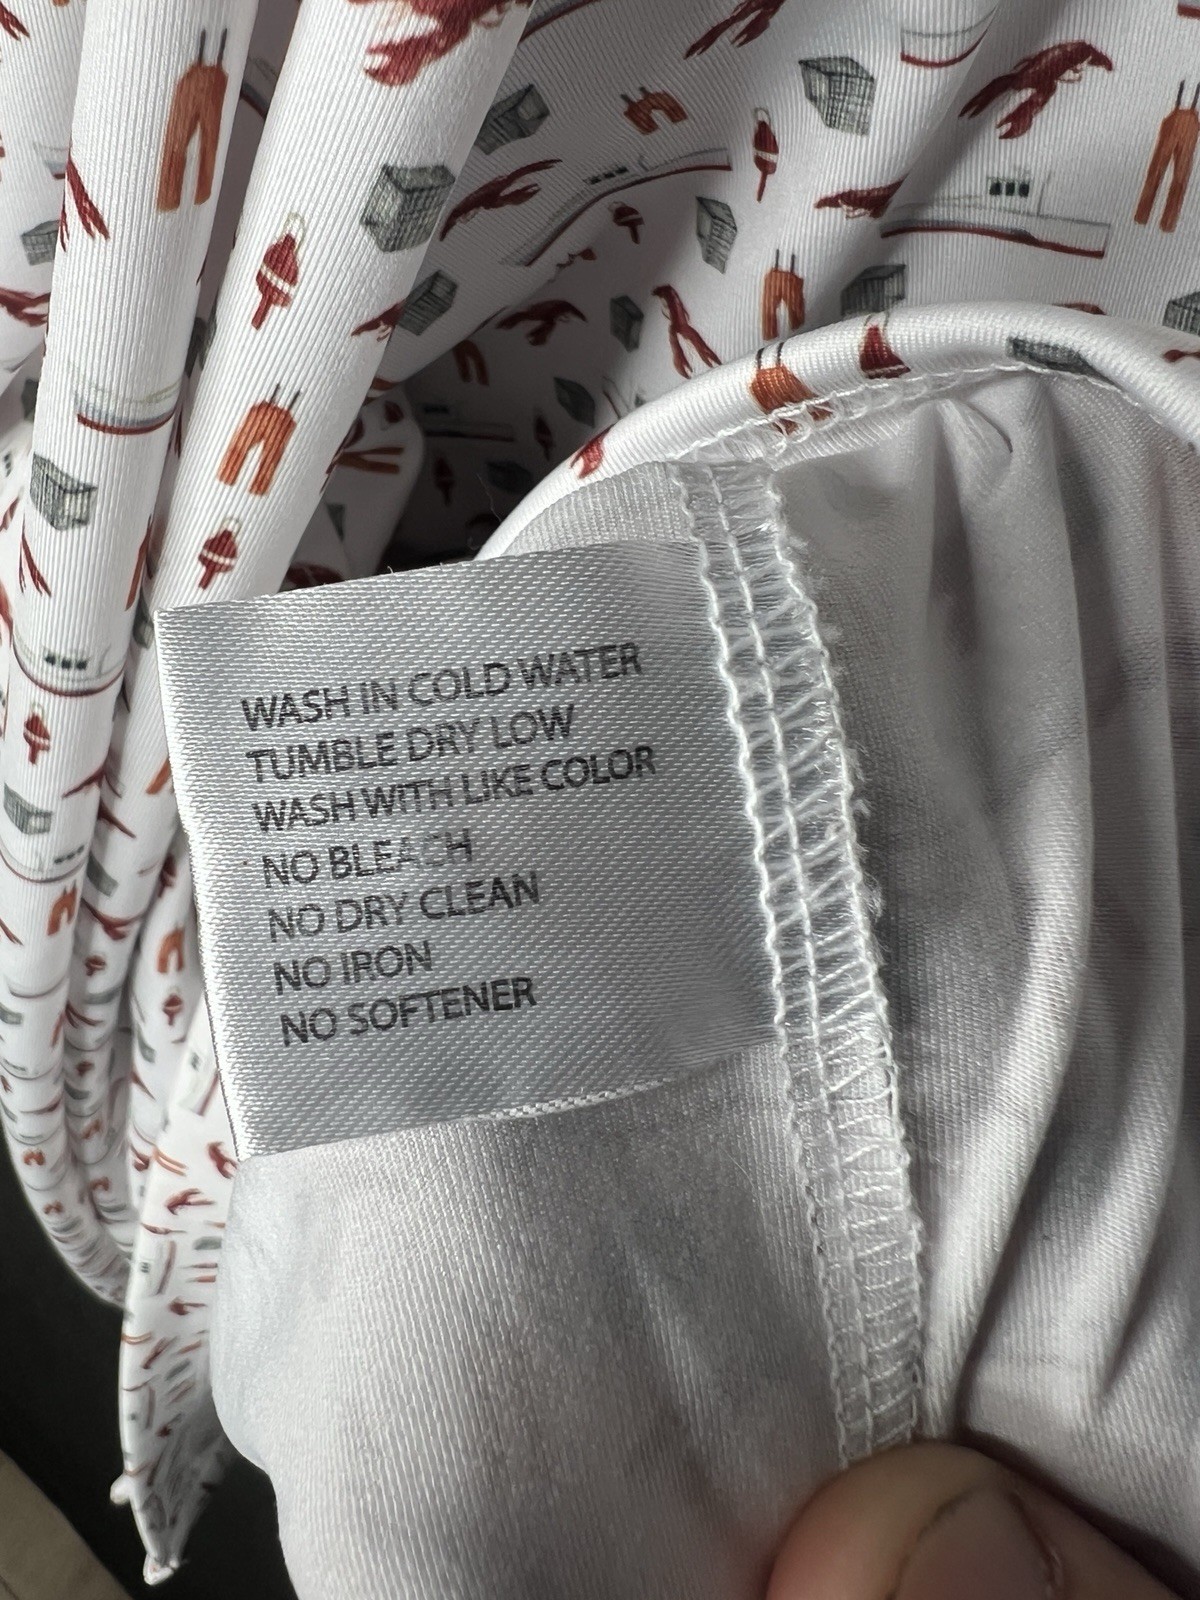 WASH IN COLD WATER
TUMBLE DRY LOW
WASH WITH LIKE COLOR
NO BLEACH
NO DRY CLEAN
NO IRON
NO SOFTENER